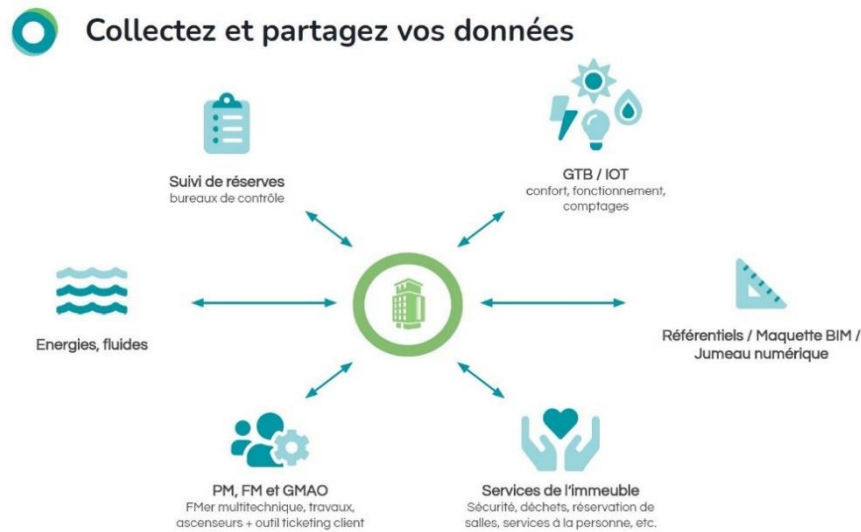 Collectez et partagez vos données
Suivi de réserves
bureaux de contrôle
GTB / IOT
confort, fonctionnement,
comptages
Energies, fluides
Référentiels / Maquette BIM /
Jumeau numérique
PM, FM et GMAO
FMer multitechnique, travaux,
ascenseurs + outil ticketing client
Services de l'immeuble
Sécurité, déchets, réservation de
salles, services à la personne, etc.